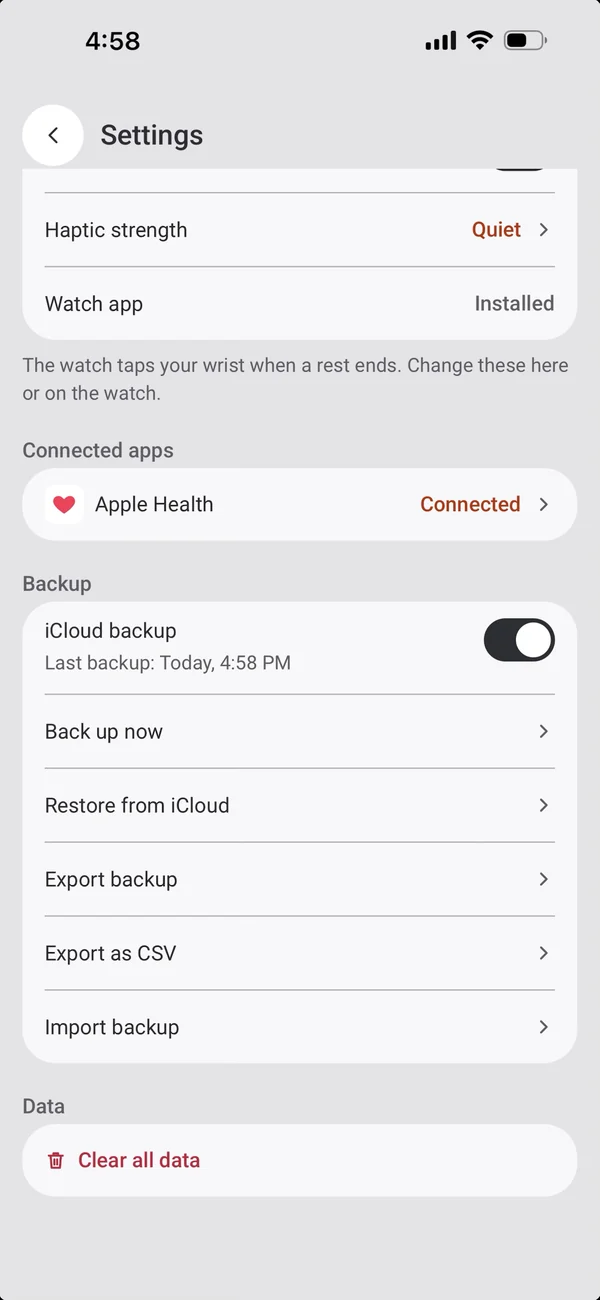 4:58
Settings
Haptic strength
Quiet
Watch app
Installed
The watch taps your wrist when a rest ends. Change these here
or on the watch.
Connected apps
Apple Health
Connected
Backup
iCloud backup
Last backup: Today, 4:58 PM
Back up now
Restore from iCloud
Export backup
Export as CSV
Import backup
Data
Clear all data